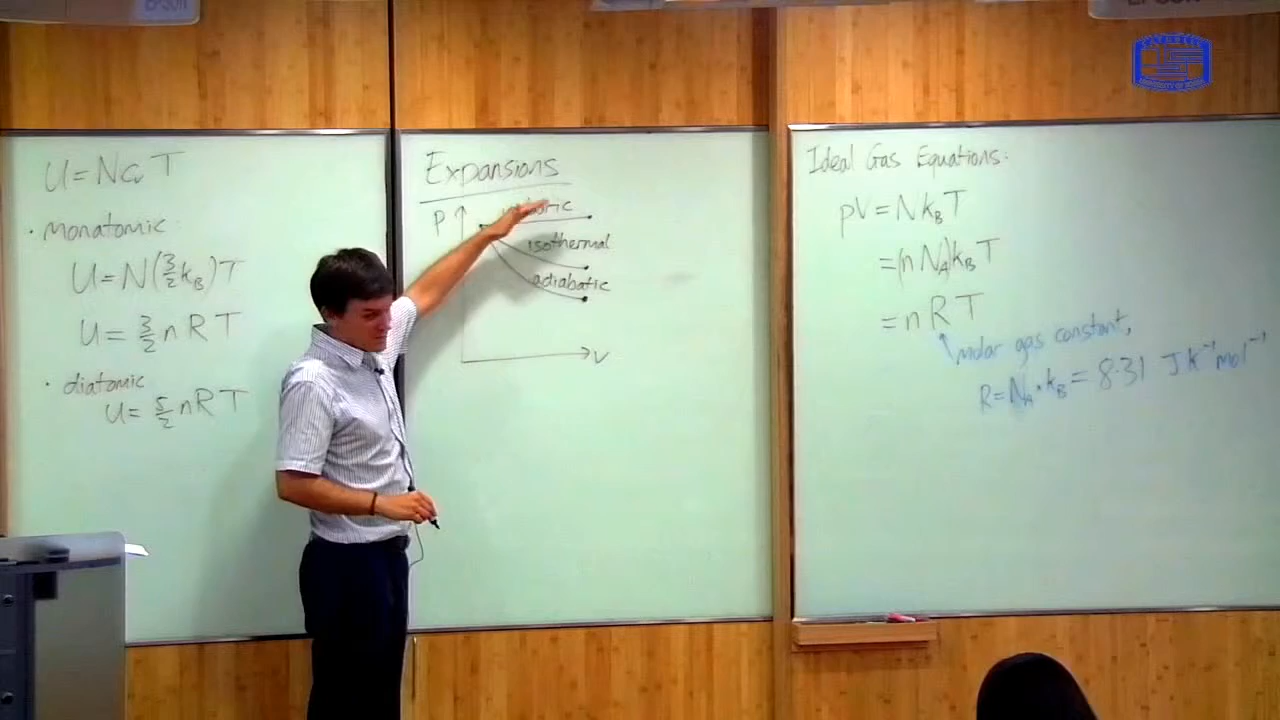 U = N cᵥ T
· monatomic
U = N(3/2 k_B)T
U = 3/2 n R T
· diatomic
U = 5/2 n R T
Expansions
P
isothermal
adiabatic
V
Ideal Gas Equations:
pV = N k_B T
= (n N_A) k_B T
= n R T
molar gas constant,
R = N_A · k_B = 8.31 J K⁻¹ mol⁻¹